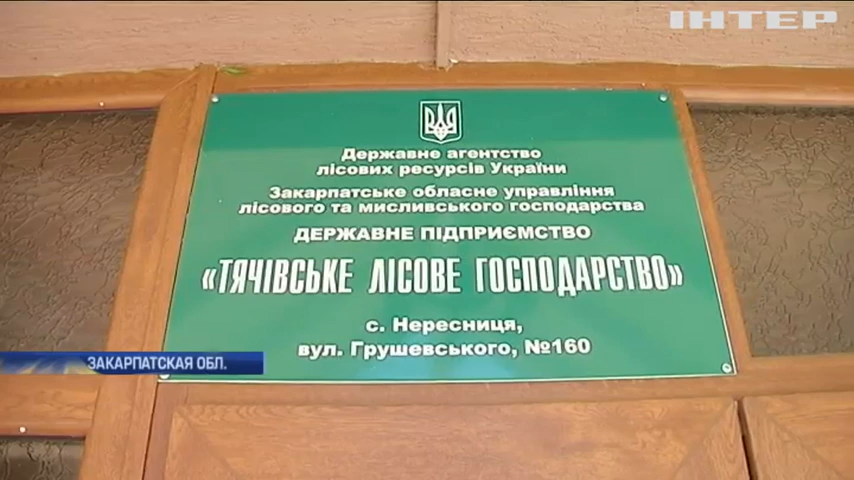 ІНТЕР
Державне агентство
лісових ресурсів України
Закарпатське обласне управління
лісового та мисливського господарства
ДЕРЖАВНЕ ПІДПРИЄМСТВО
«ТЯЧІВСЬКЕ ЛІСОВЕ ГОСПОДАРСТВО»
с. Нересниця,
вул. Грушевського, №160
ЗАКАРПАТСКАЯ ОБЛ.